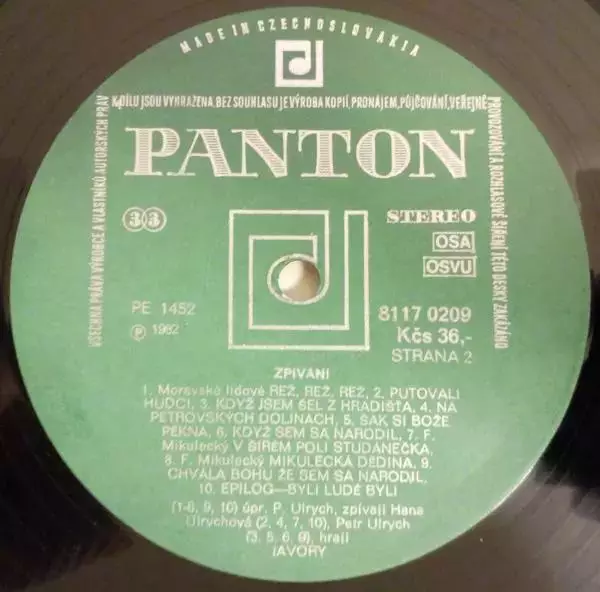 MADE IN CZECHOSLOVAKIA
VŠECHNA PRÁVA VÝROBCE A VLASTNÍKŮ AUTORSKÝCH PRÁV K DÍLU JSOU VYHRAŽENA. BEZ SOUHLASU JE VÝROBA KOPIÍ, PRONÁJEM, PŮJČOVÁNÍ, VEŘEJNÉ PROVOZOVÁNÍ A ROZHLASOVÉ ŠÍŘENÍ TÉTO DESKY ZAKÁZÁNO
PANTON
33
STEREO
OSA
OSVU
PE 1452
8117 0209
℗ 1982
Kčs 36,-
STRANA 2
ZPÍVÁNÍ
1. Moravské lidové REŽ, REŽ, REŽ, 2. PUTOVALI
HUDCI, 3. KDYŽ JSEM ŠEL Z HRADIŠŤA, 4. NA
PETROVSKÝCH DOLINÁCH, 5. ŠAK SI BOŽE
PĚKNÁ, 6. KDYŽ SEM SA NARODIL, 7. F.
Mikulecký V ŠÍRÉM POLI STUDÁNEČKA,
8. F. Mikulecký MIKULECKÁ DĚDINA, 9.
CHVÁLA BOHU ŽE SEM SA NARODIL,
10. EPILOG—BYLI LUDÉ BYLI
(1-6, 9, 10) úpr. P. Ulrych, zpívají Hana
Ulrychová (2, 4, 7, 10), Petr Ulrych
(3, 5, 6, 9), hrají
JAVORY